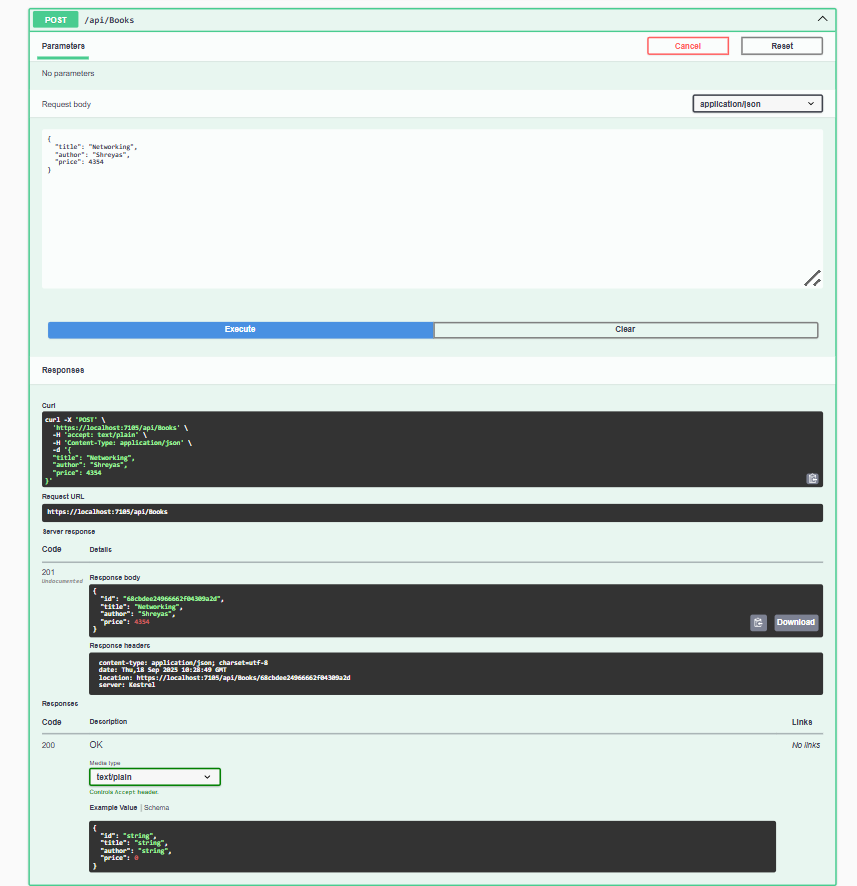 POST /api/Books
Parameters
Cancel
Reset
No parameters
Request body
application/json
{
  "title": "Networking",
  "author": "Shreyas",
  "price": 4354
}
Execute
Clear
Responses
Curl
curl -X 'POST' \
  'https://localhost:7105/api/Books' \
  -H 'accept: text/plain' \
  -H 'Content-Type: application/json' \
  -d '{
  "title": "Networking",
  "author": "Shreyas",
  "price": 4354
}'
Request URL
https://localhost:7105/api/Books
Server response
Code Details
201
Undocumented
Response body
{
  "id": "68cbdee24966662f04309a2d",
  "title": "Networking",
  "author": "Shreyas",
  "price": 4354
}
Download
Response headers
content-type: application/json; charset=utf-8
date: Thu,18 Sep 2025 10:28:49 GMT
location: https://localhost:7105/api/Books/68cbdee24966662f04309a2d
server: Kestrel
Responses
Code Description Links
200 OK No links
Media type
text/plain
Controls Accept header.
Example Value | Schema
{
  "id": "string",
  "title": "string",
  "author": "string",
  "price": 0
}